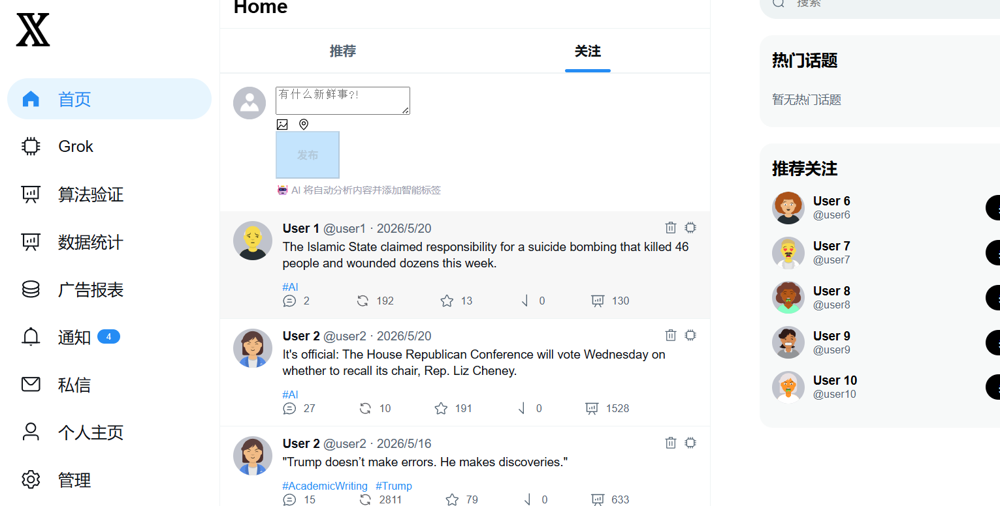 X
首页
Grok
算法验证
数据统计
广告报表
通知 4
私信
个人主页
管理
Home
推荐 关注
有什么新鲜事?!
发布
AI 将自动分析内容并添加智能标签
User 1 @user1 · 2026/5/20
The Islamic State claimed responsibility for a suicide bombing that killed 46
people and wounded dozens this week.
#AI
2 192 13 0 130
User 2 @user2 · 2026/5/20
It's official: The House Republican Conference will vote Wednesday on
whether to recall its chair, Rep. Liz Cheney.
#AI
27 10 191 0 1528
User 2 @user2 · 2026/5/16
"Trump doesn’t make errors. He makes discoveries."
#AcademicWriting #Trump
15 2811 79 0 633
搜索
热门话题
暂无热门话题
推荐关注
User 6
@user6
User 7
@user7
User 8
@user8
User 9
@user9
User 10
@user10